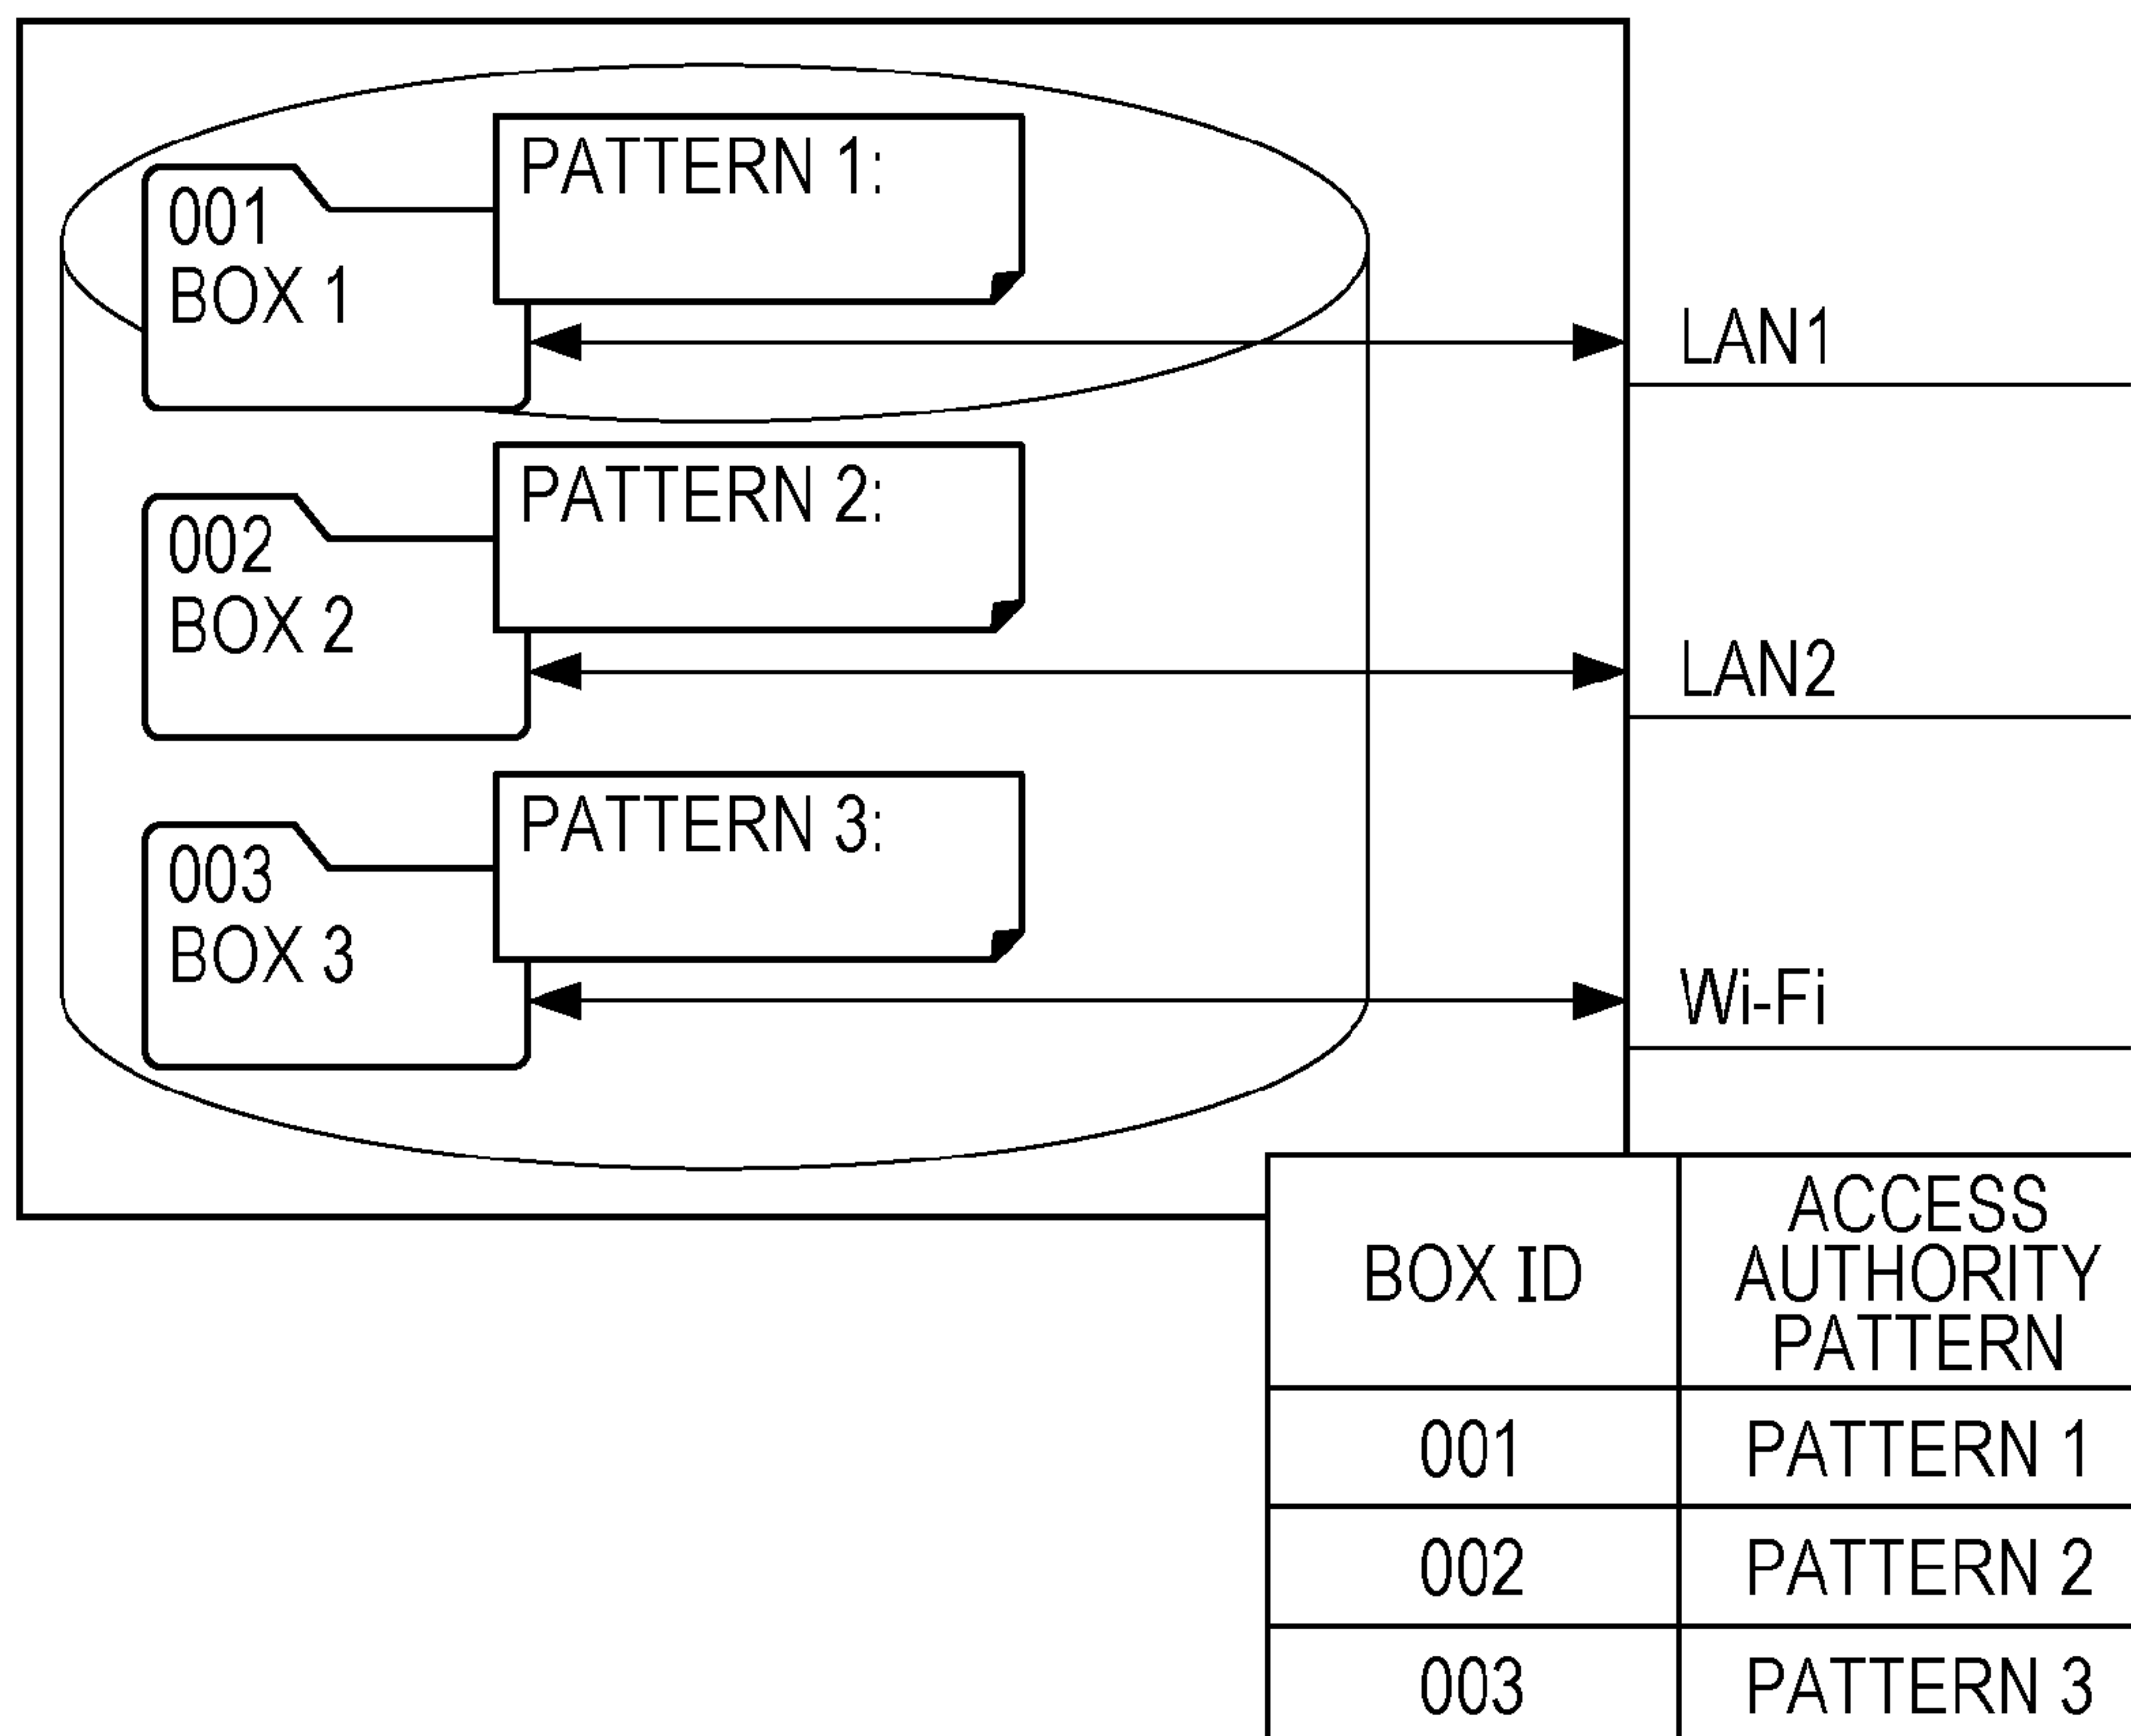 PATTERN 1:
001
BOX 1
LAN1
PATTERN 2:
002
BOX 2
LAN2
PATTERN 3:
003
BOX 3
Wi-Fi
BOX ID
ACCESS
AUTHORITY
PATTERN
001 PATTERN 1
002 PATTERN 2
003 PATTERN 3